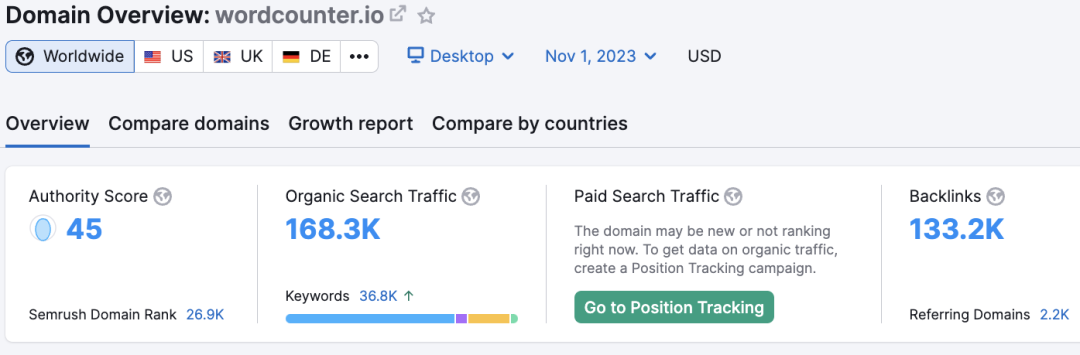 Domain Overview: wordcounter.io
Worldwide US UK DE ••• Desktop Nov 1, 2023 USD
Overview Compare domains Growth report Compare by countries
Authority Score Organic Search Traffic Paid Search Traffic Backlinks
45 168.3K 133.2K
The domain may be new or not ranking
right now. To get data on organic traffic,
create a Position Tracking campaign.
Keywords 36.8K ↑
Go to Position Tracking
Semrush Domain Rank 26.9K Referring Domains 2.2K